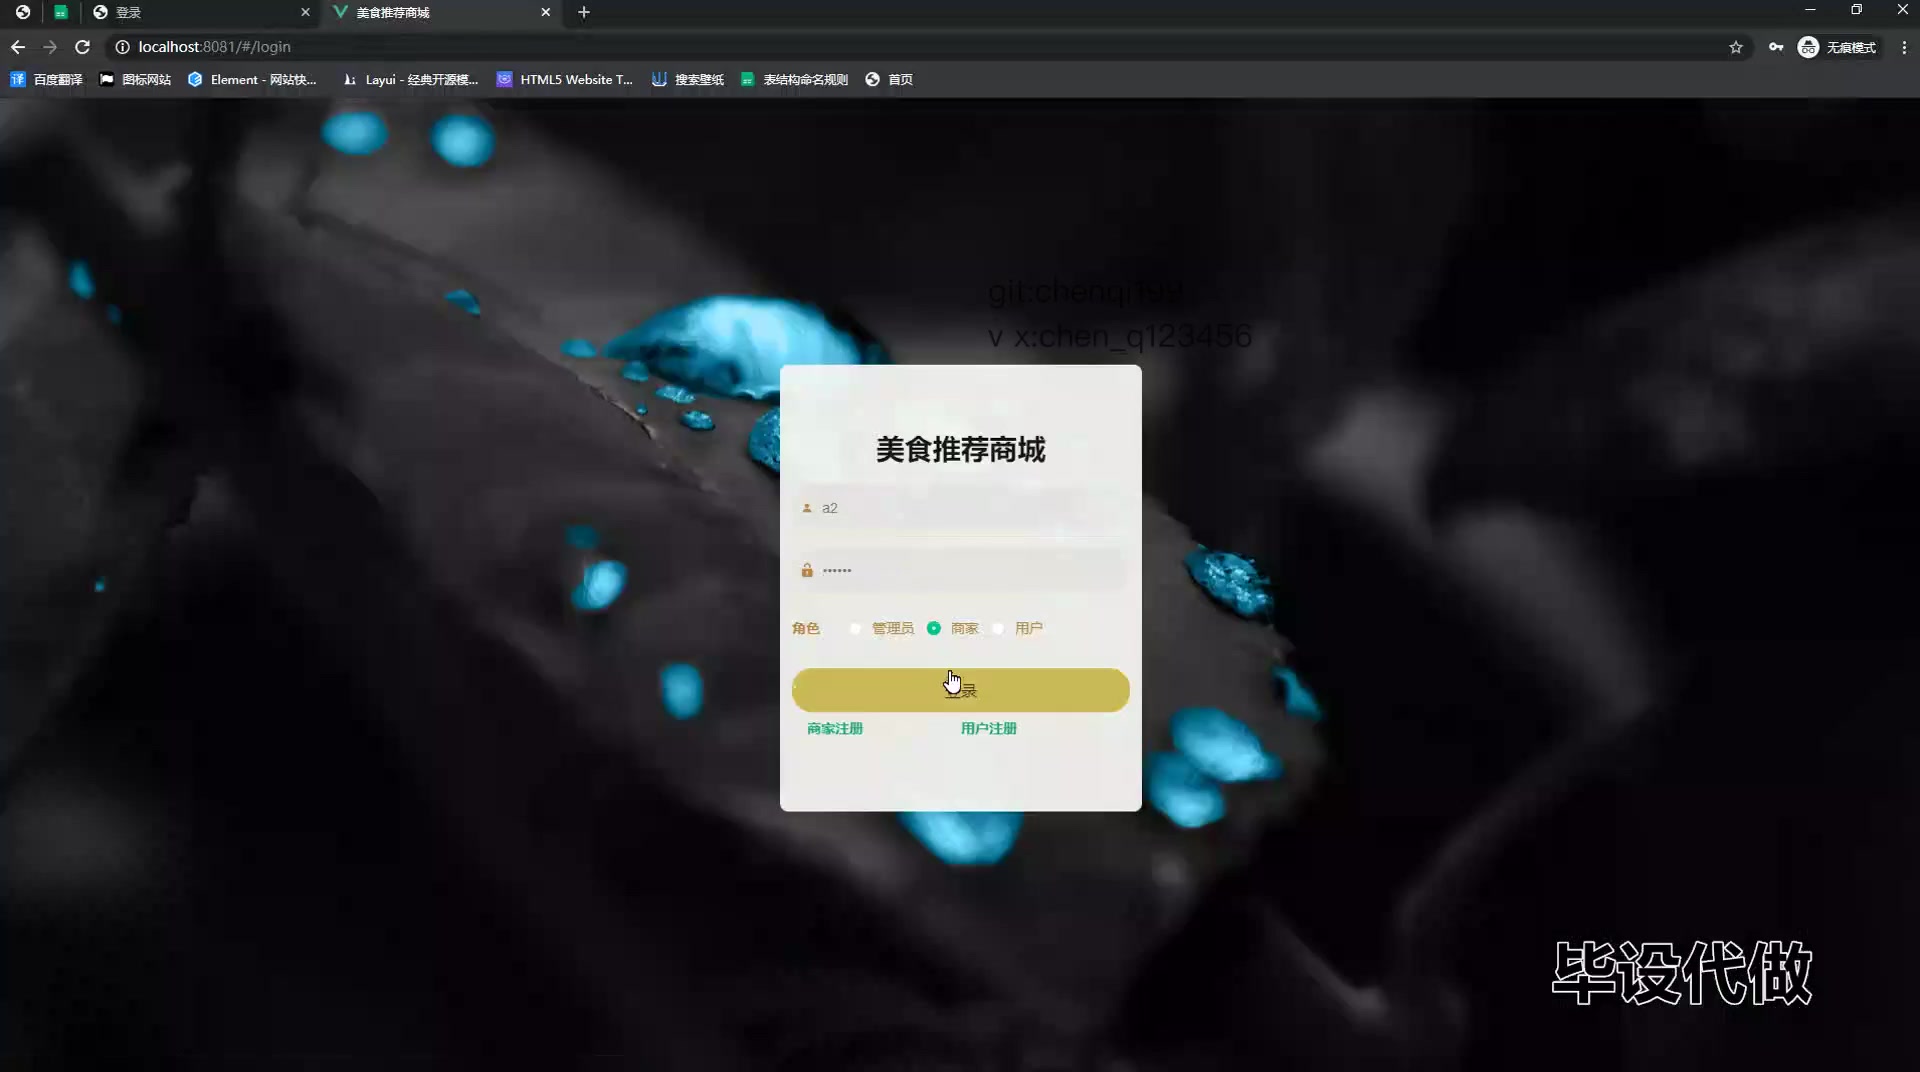 登录
美食推荐商城
localhost:8081/#/login
无痕模式
百度翻译
图标网站
Element - 网站快...
Layui - 经典开源模...
HTML5 Website T...
搜索壁纸
表结构命名规则
首页
git:chenqi199
v x:chen_q123456
美食推荐商城
a2
••••••
角色
管理员
商家
用户
登录
商家注册
用户注册
毕设代做